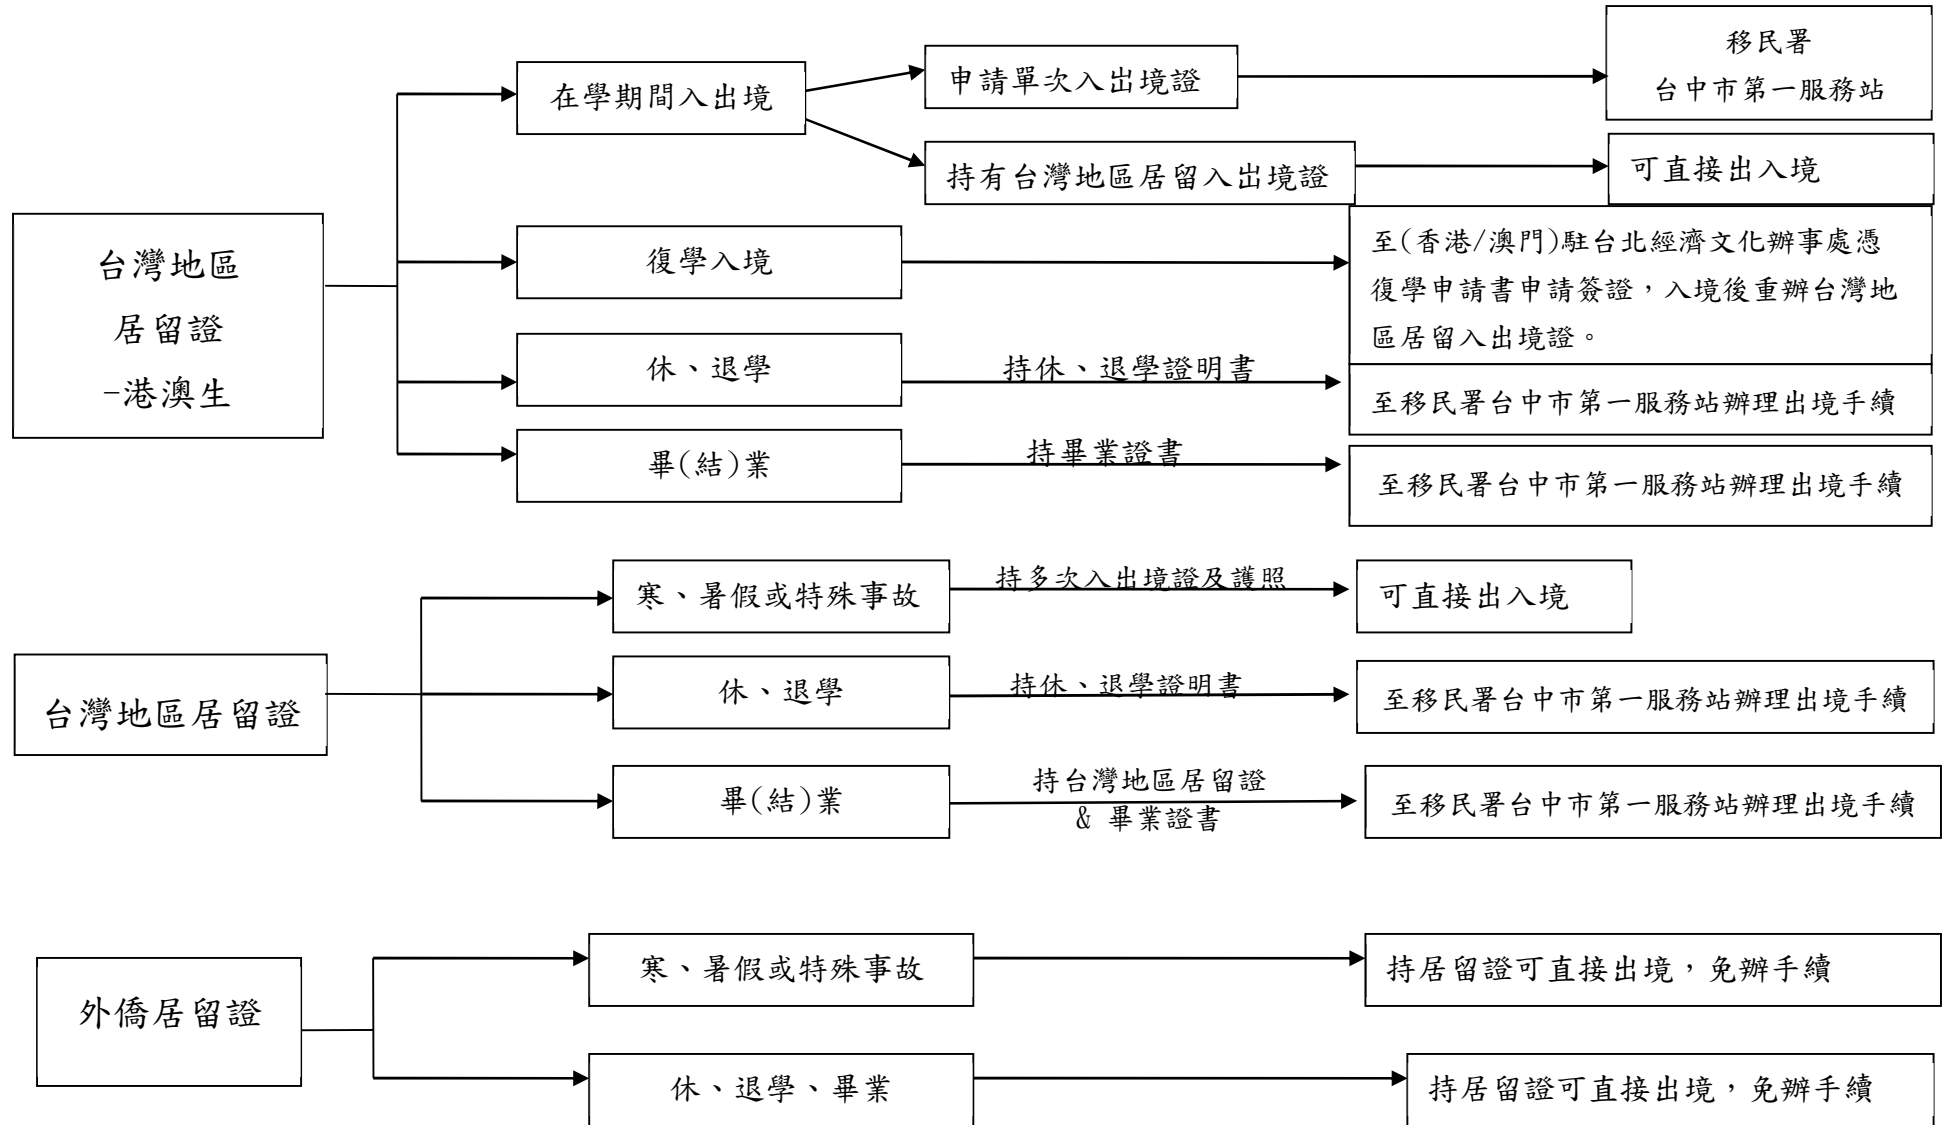 移民署
台中市第一服務站
在學期間入出境
申請單次入出境證
持有台灣地區居留入出境證
可直接出入境
台灣地區
居留證
-港澳生
復學入境
至(香港/澳門)駐台北經濟文化辦事處憑
復學申請書申請簽證，入境後重辦台灣地
區居留入出境證。
休、退學
持休、退學證明書
至移民署台中市第一服務站辦理出境手續
畢(結)業
持畢業證書
至移民署台中市第一服務站辦理出境手續
寒、暑假或特殊事故
持多次入出境證及護照
可直接出入境
台灣地區居留證
休、退學
持休、退學證明書
至移民署台中市第一服務站辦理出境手續
畢(結)業
持台灣地區居留證
& 畢業證書
至移民署台中市第一服務站辦理出境手續
外僑居留證
寒、暑假或特殊事故
持居留證可直接出境，免辦手續
休、退學、畢業
持居留證可直接出境，免辦手續